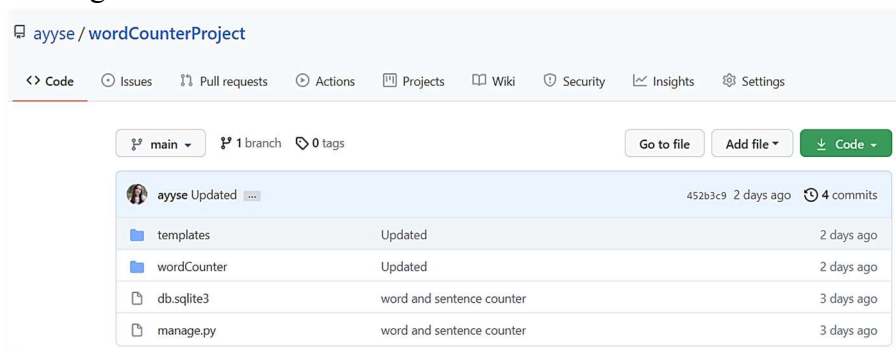 ayyse / wordCounterProject
Code Issues Pull requests Actions Projects Wiki Security Insights Settings
main 1 branch 0 tags Go to file Add file Code
ayyse Updated ... 452b3c9 2 days ago 4 commits
templates Updated 2 days ago
wordCounter Updated 2 days ago
db.sqlite3 word and sentence counter 3 days ago
manage.py word and sentence counter 3 days ago